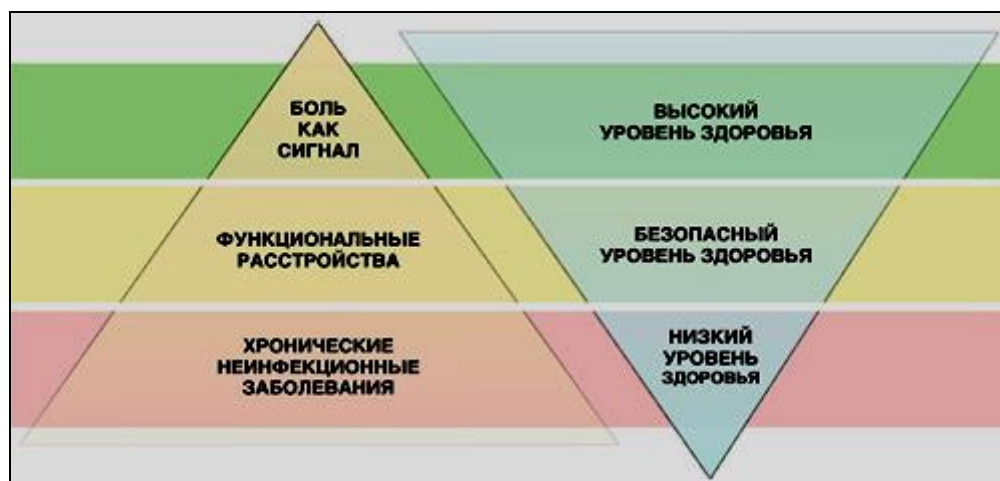 БОЛЬ
КАК
СИГНАЛ
ВЫСОКИЙ
УРОВЕНЬ ЗДОРОВЬЯ
ФУНКЦИОНАЛЬНЫЕ
РАССТРОЙСТВА
БЕЗОПАСНЫЙ
УРОВЕНЬ ЗДОРОВЬЯ
ХРОНИЧЕСКИЕ
НЕИНФЕКЦИОННЫЕ
ЗАБОЛЕВАНИЯ
НИЗКИЙ
УРОВЕНЬ
ЗДОРОВЬЯ